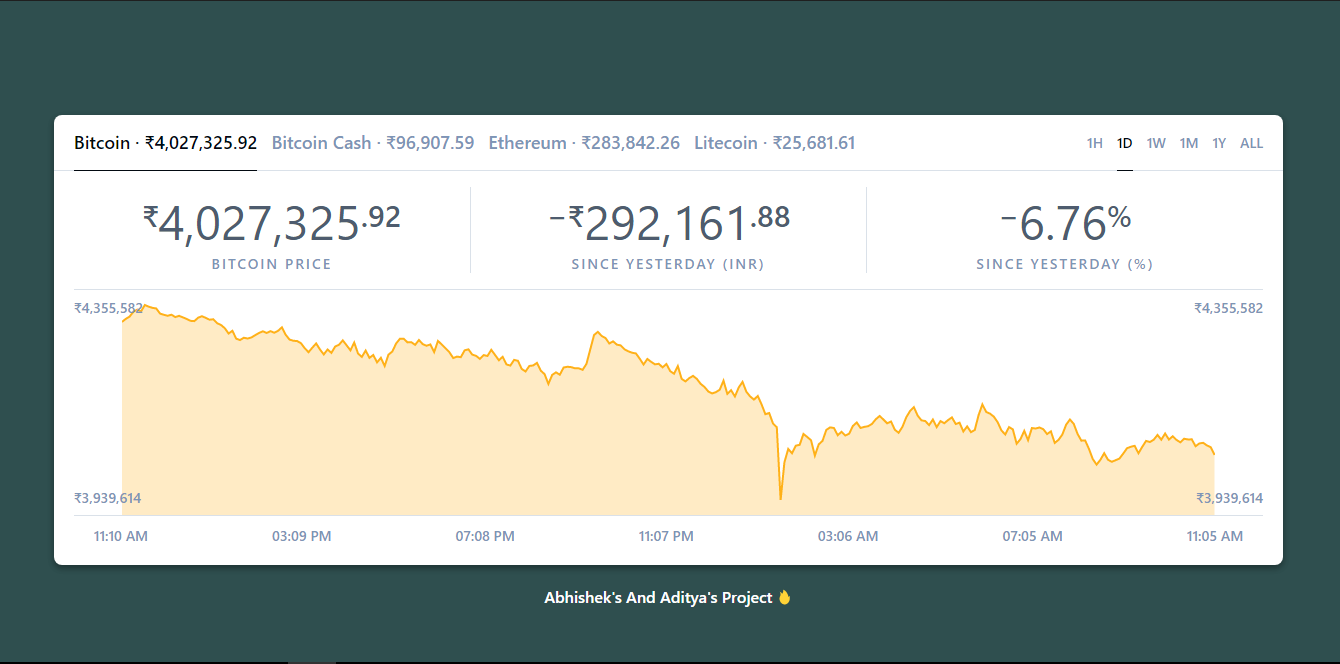 Bitcoin · ₹4,027,325.92 Bitcoin Cash · ₹96,907.59 Ethereum · ₹283,842.26 Litecoin · ₹25,681.61 1H 1D 1W 1M 1Y ALL
₹4,027,325.92 −₹292,161.88 −6.76%
BITCOIN PRICE SINCE YESTERDAY (INR) SINCE YESTERDAY (%)
₹4,355,582 ₹4,355,582
₹3,939,614 ₹3,939,614
11:10 AM 03:09 PM 07:08 PM 11:07 PM 03:06 AM 07:05 AM 11:05 AM
Abhishek's And Aditya's Project 🔥